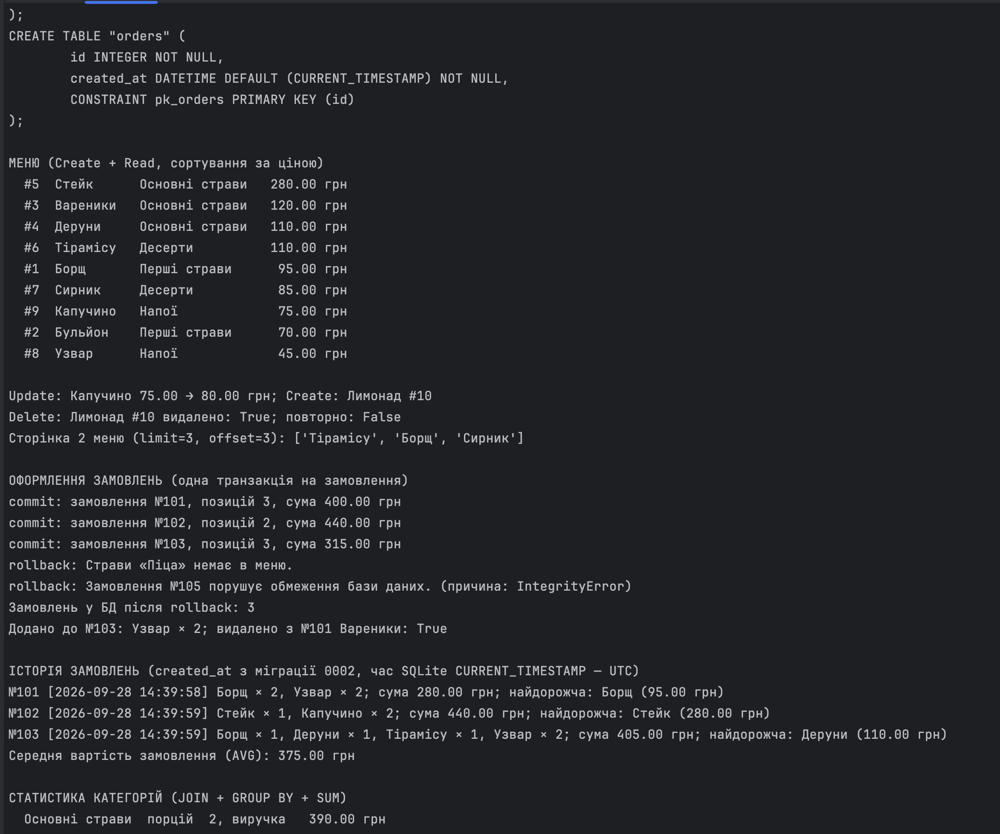 );
CREATE TABLE "orders" (
        id INTEGER NOT NULL,
        created_at DATETIME DEFAULT (CURRENT_TIMESTAMP) NOT NULL,
        CONSTRAINT pk_orders PRIMARY KEY (id)
);

МЕНЮ (Create + Read, сортування за ціною)
  #5  Стейк      Основні страви   280.00 грн
  #3  Вареники   Основні страви   120.00 грн
  #4  Деруни     Основні страви   110.00 грн
  #6  Тірамісу   Десерти          110.00 грн
  #1  Борщ       Перші страви      95.00 грн
  #7  Сирник     Десерти           85.00 грн
  #9  Капучино   Напої             75.00 грн
  #2  Бульйон    Перші страви      70.00 грн
  #8  Узвар      Напої             45.00 грн

Update: Капучино 75.00 → 80.00 грн; Create: Лимонад #10
Delete: Лимонад #10 видалено: True; повторно: False
Сторінка 2 меню (limit=3, offset=3): ['Тірамісу', 'Борщ', 'Сирник']

ОФОРМЛЕННЯ ЗАМОВЛЕНЬ (одна транзакція на замовлення)
commit: замовлення №101, позицій 3, сума 400.00 грн
commit: замовлення №102, позицій 2, сума 440.00 грн
commit: замовлення №103, позицій 3, сума 315.00 грн
rollback: Страви «Піца» немає в меню.
rollback: Замовлення №105 порушує обмеження бази даних. (причина: IntegrityError)
Замовлень у БД після rollback: 3
Додано до №103: Узвар × 2; видалено з №101 Вареники: True

ІСТОРІЯ ЗАМОВЛЕНЬ (created_at з міграції 0002, час SQLite CURRENT_TIMESTAMP — UTC)
№101 [2026-09-28 14:39:58] Борщ × 2, Узвар × 2; сума 280.00 грн; найдорожча: Борщ (95.00 грн)
№102 [2026-09-28 14:39:59] Стейк × 1, Капучино × 2; сума 440.00 грн; найдорожча: Стейк (280.00 грн)
№103 [2026-09-28 14:39:59] Борщ × 1, Деруни × 1, Тірамісу × 1, Узвар × 2; сума 405.00 грн; найдорожча: Деруни (110.00 грн)
Середня вартість замовлення (AVG): 375.00 грн

СТАТИСТИКА КАТЕГОРІЙ (JOIN + GROUP BY + SUM)
  Основні страви  порцій  2, виручка   390.00 грн